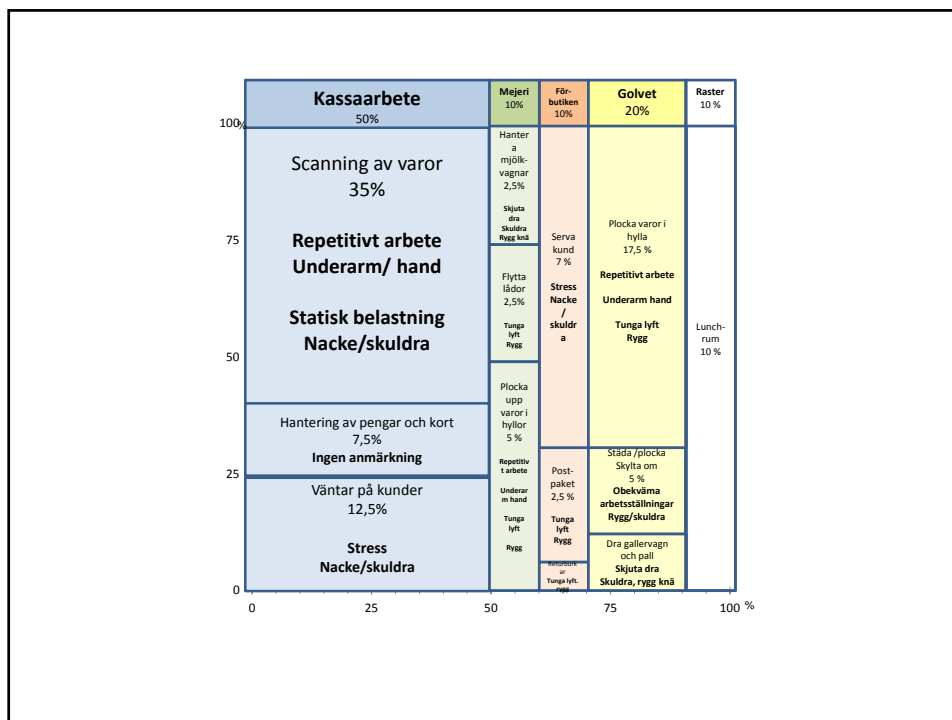 Kassaarbete
50%
Mejeri
10%
För-
butiken
10%
Golvet
20%
Raster
10 %
100%
75
50
25
0
Scanning av varor
35%
Repetitivt arbete
Underarm/ hand
Statisk belastning
Nacke/skuldra
Hantering av pengar och kort
7,5%
Ingen anmärkning
Väntar på kunder
12,5%
Stress
Nacke/skuldra
Hanter
a
mjölk-
vagnar
2,5%
Skjuta
dra
Skuldra
Rygg knä
Flytta
lådor
2,5%
Tunga
lyft
Rygg
Plocka
upp
varor i
hyllor
5 %
Repetitiv
t arbete
Underar
m hand
Tunga
lyft
Rygg
Serva
kund
7 %
Stress
Nacke
/
skuldr
a
Post-
paket
2,5 %
Tunga
lyft
Rygg
Returburk
ar
Tunga lyft.
rygg
Plocka varor i
hylla
17,5 %
Repetitivt arbete
Underarm hand
Tunga lyft
Rygg
Städa /plocka
Skylta om
5 %
Obekväma
arbetsställningar
Rygg/skuldra
Dra gallervagn
och pall
Skjuta dra
Skuldra, rygg knä
Lunch-
rum
10 %
0 25 50 75 100 %